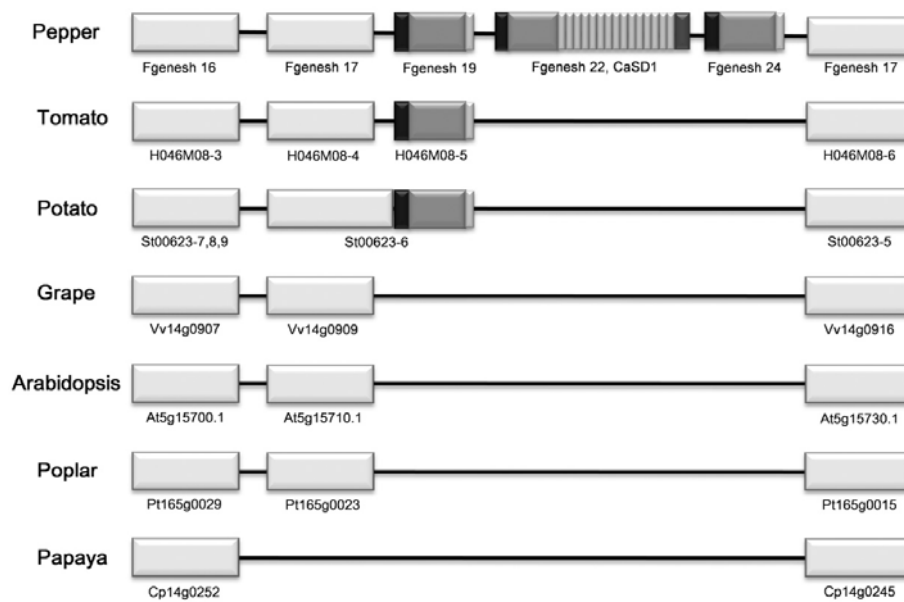 Pepper
Fgenesh 16 Fgenesh 17 Fgenesh 19 Fgenesh 22, CaSD1 Fgenesh 24 Fgenesh 17
Tomato
H046M08-3 H046M08-4 H046M08-5 H046M08-6
Potato
St00623-7,8,9 St00623-6 St00623-5
Grape
Vv14g0907 Vv14g0909 Vv14g0916
Arabidopsis
At5g15700.1 At5g15710.1 At5g15730.1
Poplar
Pt165g0029 Pt165g0023 Pt165g0015
Papaya
Cp14g0252 Cp14g0245